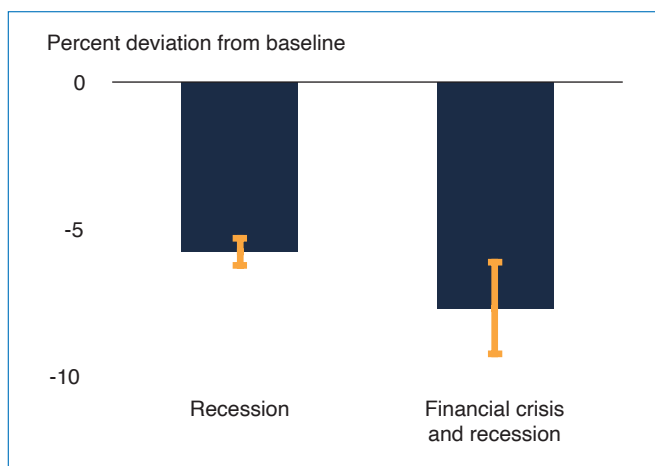 Percent deviation from baseline
0
-5
-10
Recession
Financial crisis
and recession